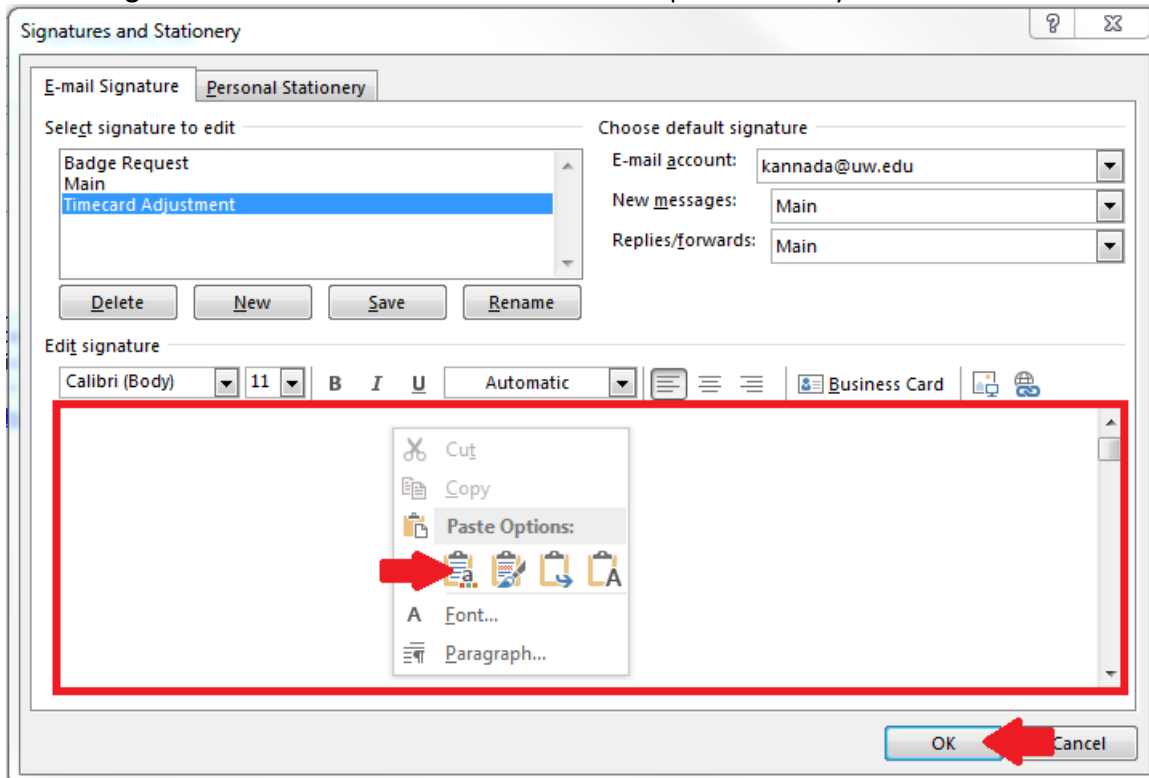 Signatures and Stationery
E-mail Signature Personal Stationery
Select signature to edit
Choose default signature
Badge Request
Main
Timecard Adjustment
E-mail account: kannada@uw.edu
New messages: Main
Replies/forwards: Main
Delete New Save Rename
Edit signature
Calibri (Body) 11 B I U Automatic Business Card
Cut
Copy
Paste Options:
A Font...
Paragraph...
OK Cancel